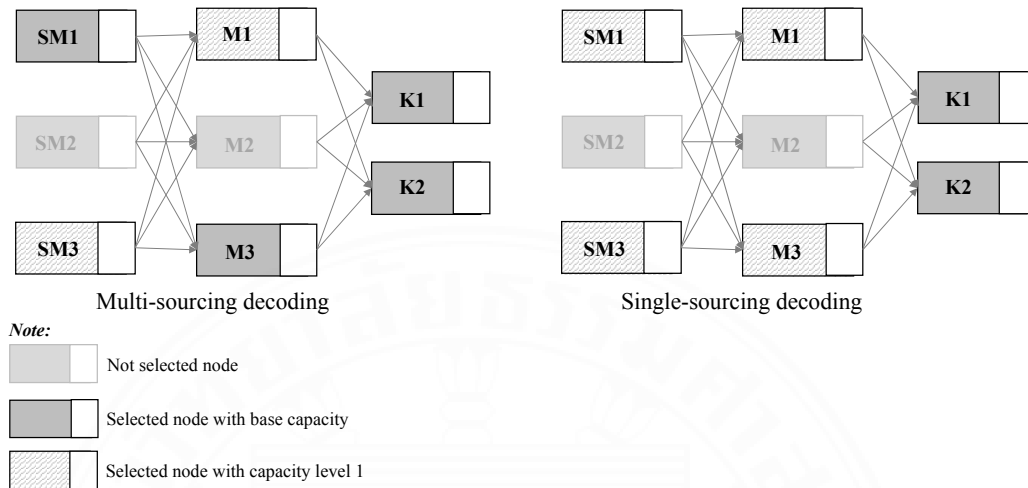 SM1 M1 SM1 M1
K1 K1
SM2 M2 SM2 M2
K2 K2
SM3 M3 SM3 M3
Multi-sourcing decoding Single-sourcing decoding
Note:
Not selected node
Selected node with base capacity
Selected node with capacity level 1